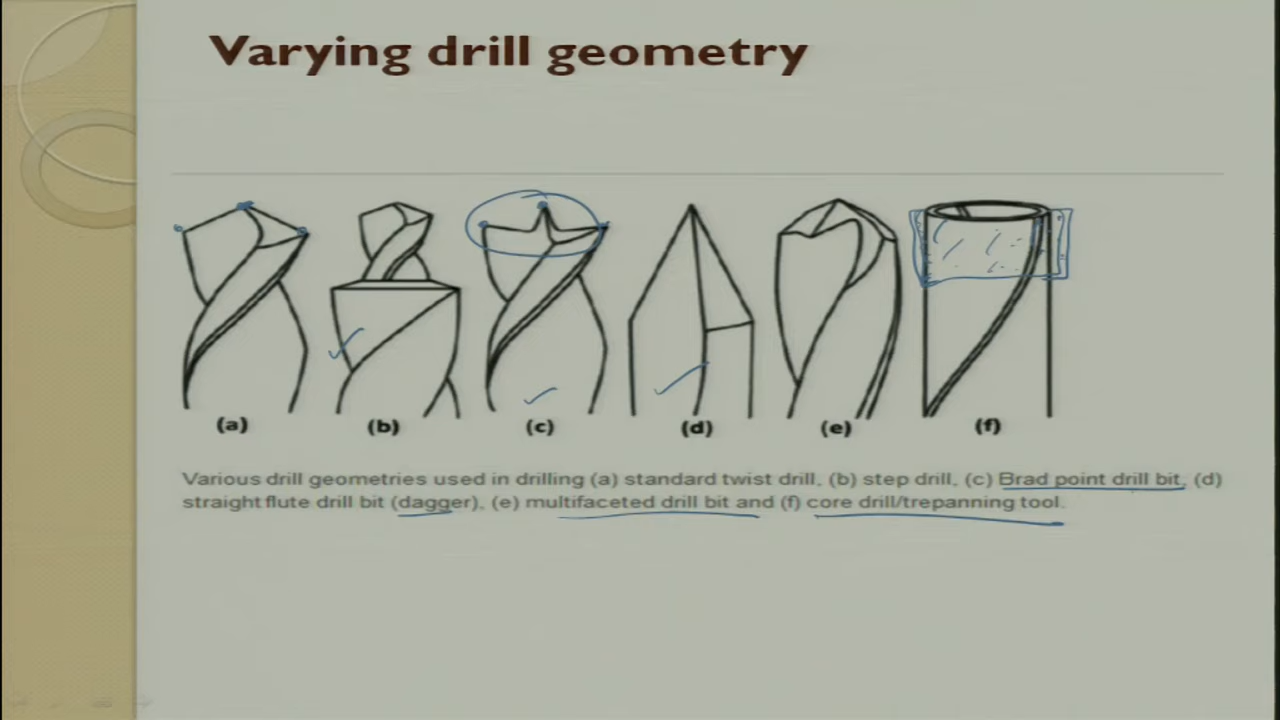 Varying drill geometry
(a) (b) (c) (d) (e) (f)
Various drill geometries used in drilling (a) standard twist drill, (b) step drill, (c) Brad point drill bit, (d)
straight flute drill bit (dagger), (e) multifaceted drill bit and (f) core drill/trepanning tool.